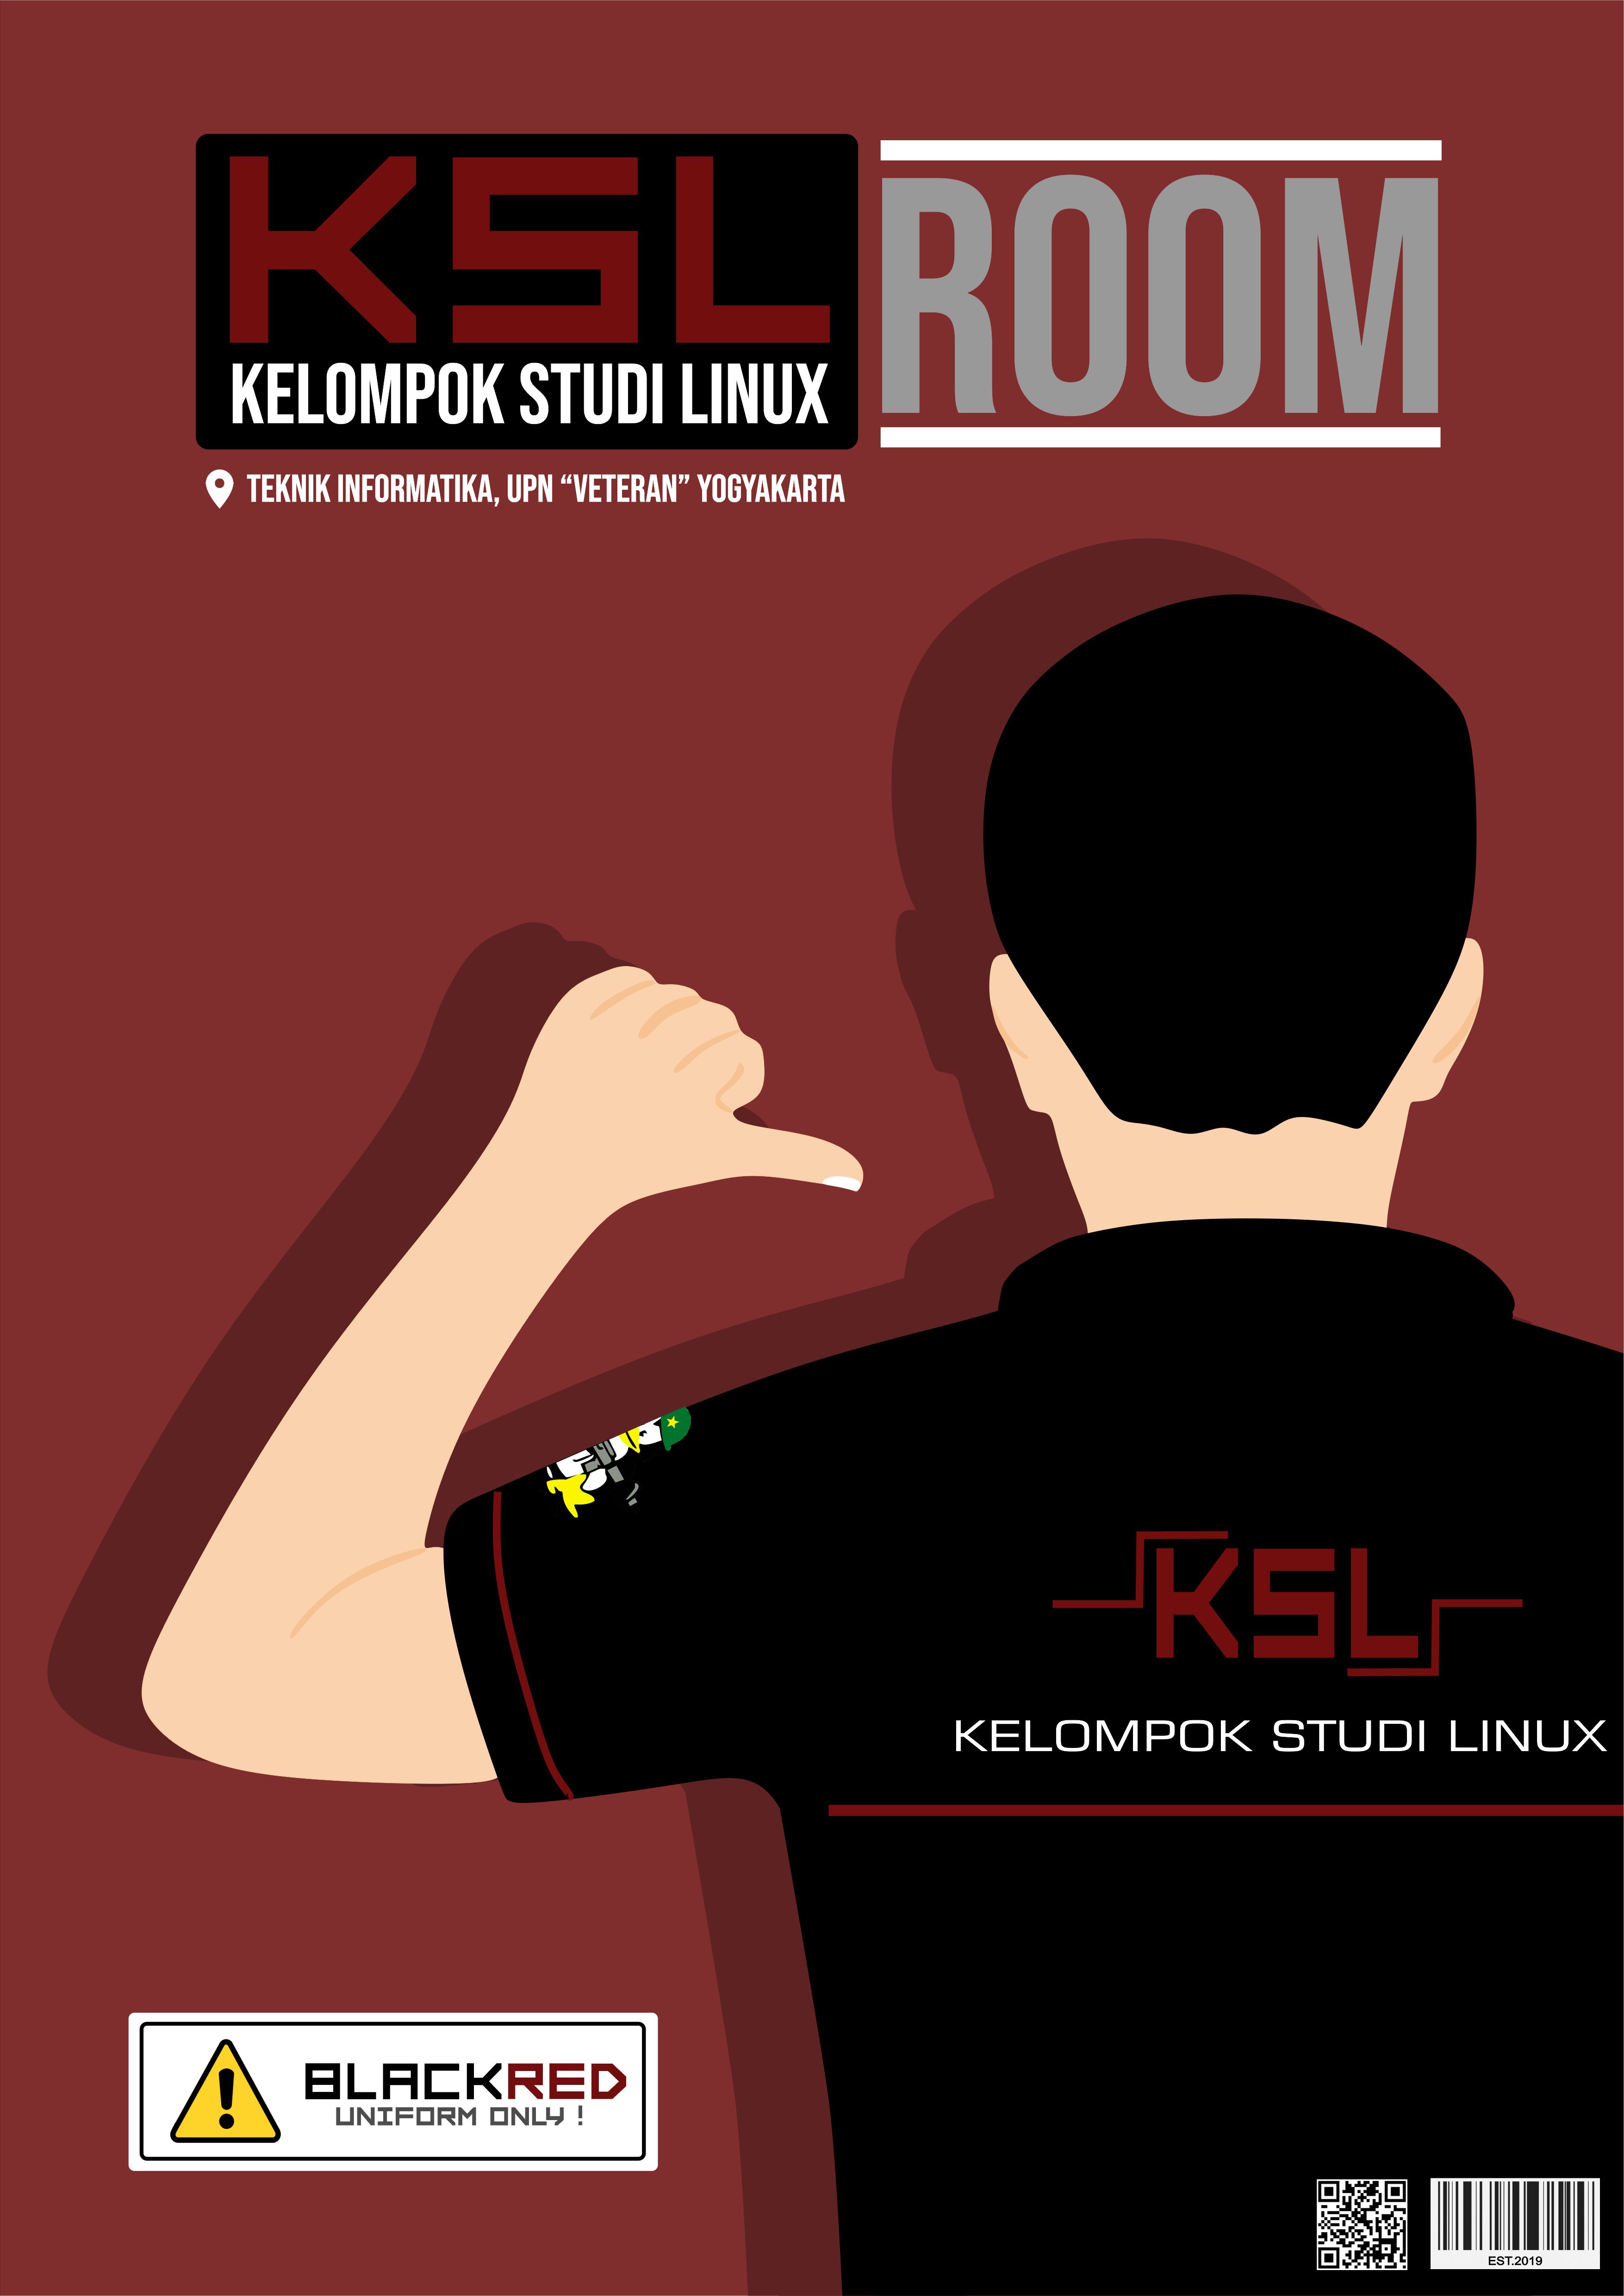 KSL
KELOMPOK STUDI LINUX
ROOM
TEKNIK INFORMATIKA, UPN “VETERAN” YOGYAKARTA
KSL
KELOMPOK STUDI LINUX
BLACKRED
UNIFORM ONLY !
EST.2019